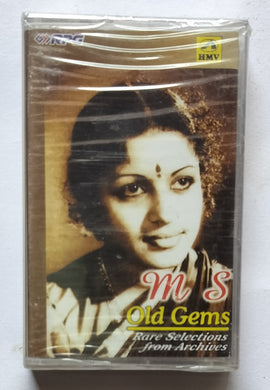 RPG
HMV
M S
Old Gems
Rare Selections
from Archives